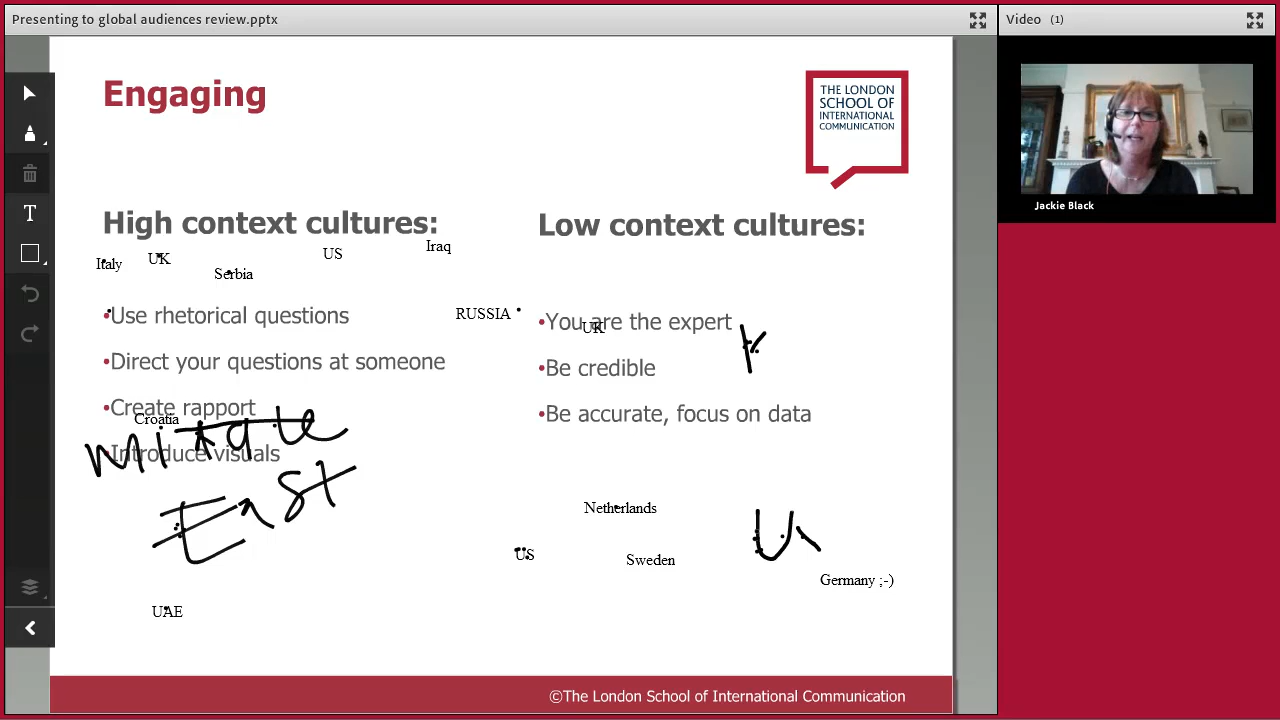 Presenting to global audiences review.pptx
Video (1)
Engaging
THE LONDON
SCHOOL OF
INTERNATIONAL
COMMUNICATION
Jackie Black
High context cultures:
Italy UK Serbia US Iraq
•Use rhetorical questions
•Direct your questions at someone
•Create rapport
Croatia
•Introduce visuals
East
UAE
Low context cultures:
RUSSIA
•You are the expert
UK
•Be credible
•Be accurate, focus on data
Netherlands
US
Sweden
Germany ;-)
©The London School of International Communication
T